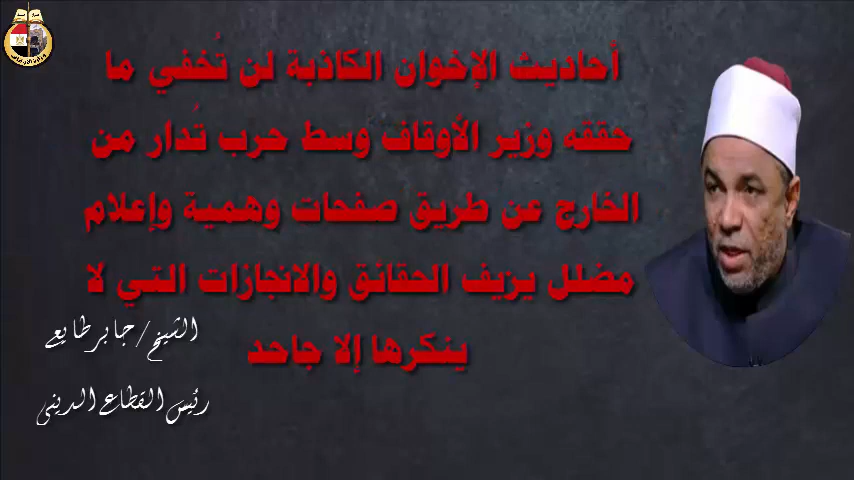 أحاديث الإخوان الكاذبة لن تُخفي ما
حققه وزير الأوقاف وسط حرب تُدار من
الخارج عن طريق صفحات وهمية وإعلام
مضلل يزيف الحقائق والانجازات التي لا
ينكرها إلا جاحد
الشيخ/جابر طايع
رئيس القطاع الدينى